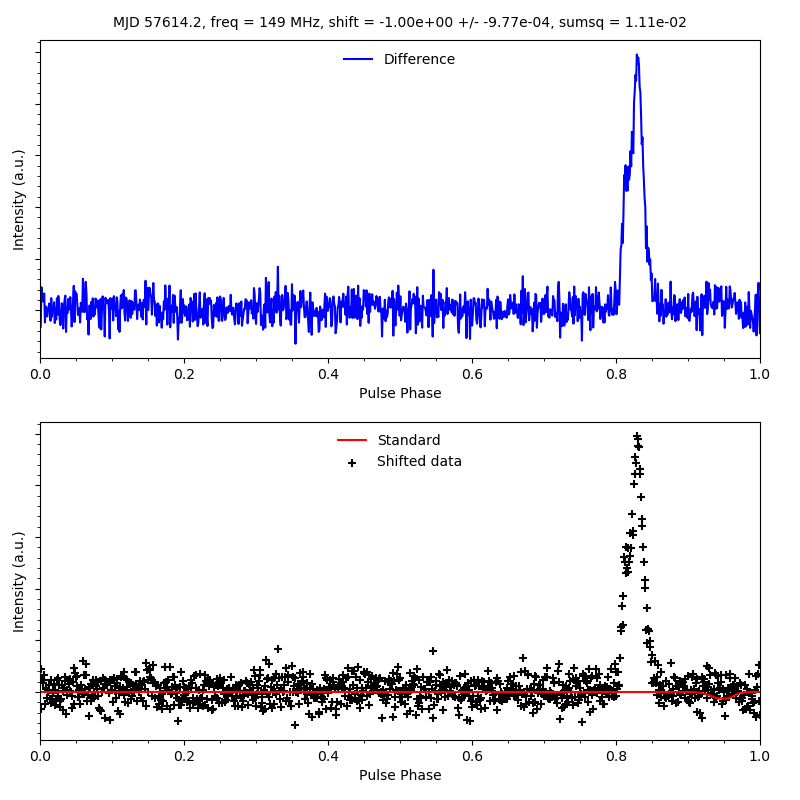 MJD 57614.2, freq = 149 MHz, shift = -1.00e+00 +/- -9.77e-04, sumsq = 1.11e-02
Difference
Intensity (a.u.)
0.0 0.2 0.4 0.6 0.8 1.0
Pulse Phase
Standard
Shifted data
Intensity (a.u.)
0.0 0.2 0.4 0.6 0.8 1.0
Pulse Phase